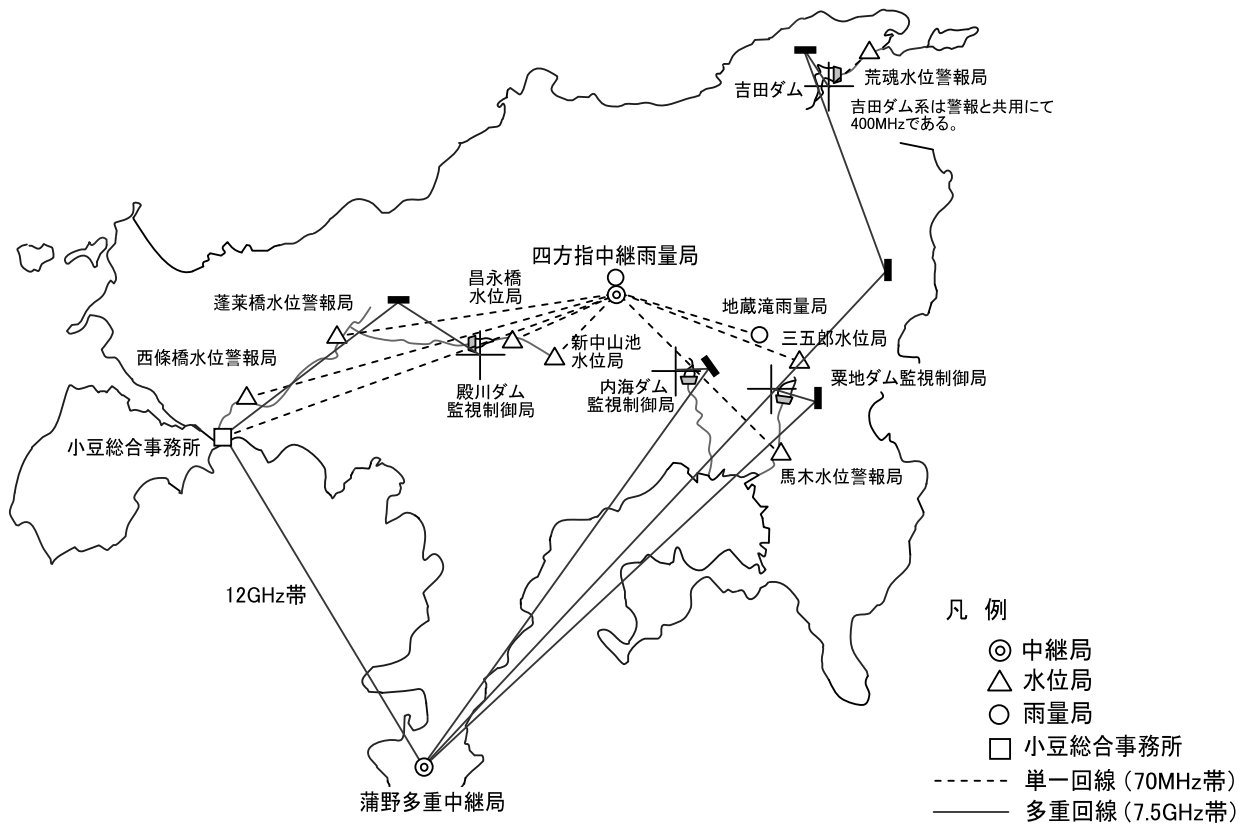 吉田ダム
荒魂水位警報局
吉田ダム系は警報と共用にて
400MHzである。
四方指中継雨量局
昌永橋
水位局
蓬莱橋水位警報局
地蔵滝雨量局
三五郎水位局
新中山池
水位局
西條橋水位警報局
殿川ダム
監視制御局
内海ダム
監視制御局
粟地ダム監視制御局
小豆総合事務所
馬木水位警報局
12GHz帯
蒲野多重中継局
凡 例
中継局
水位局
雨量局
小豆総合事務所
単一回線（70MHz帯）
多重回線（7.5GHz帯）